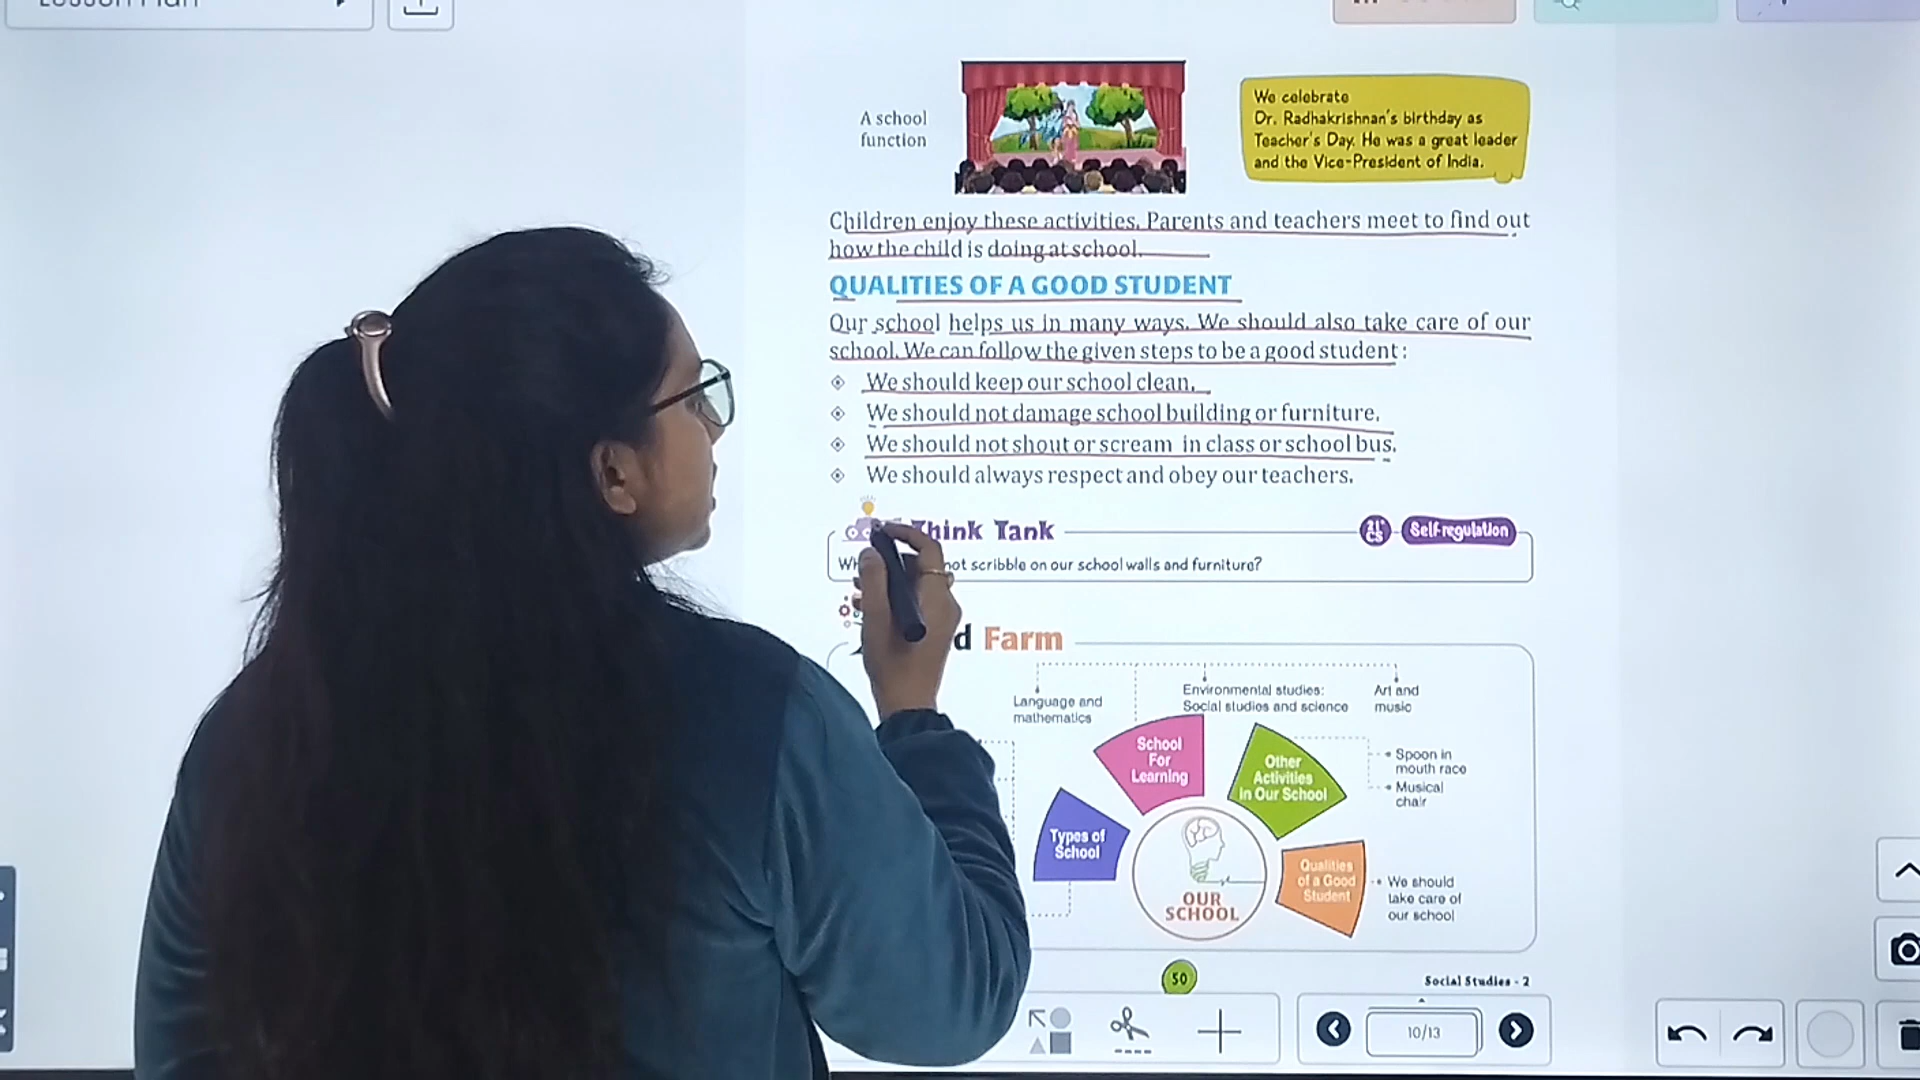 Lesson Plan
A school
function
We celebrate
Dr. Radhakrishnan's birthday as
Teacher's Day. He was a great leader
and the Vice-President of India.
Children enjoy these activities. Parents and teachers meet to find out
how the child is doing at school.
QUALITIES OF A GOOD STUDENT
Our school helps us in many ways. We should also take care of our
school. We can follow the given steps to be a good student :
We should keep our school clean.
We should not damage school building or furniture.
We should not shout or scream in class or school bus.
We should always respect and obey our teachers.
Think Tank
Self-regulation
not scribble on our school walls and furniture?
Farm
Language and
mathematics
Environmental studies:
Social studies and science
Art and
music
School
For
Learning
Other
Activities
in Our School
Spoon in
mouth race
Musical
chair
Types of
School
Qualities
of a Good
Student
We should
take care of
our school
OUR
SCHOOL
50
Social Studies - 2
10/13